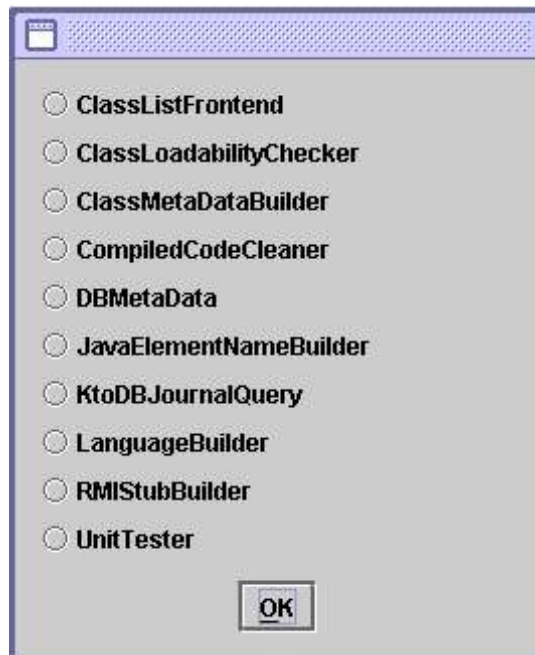 ClassListFrontend
ClassLoadabilityChecker
ClassMetaDataBuilder
CompiledCodeCleaner
DBMetaData
JavaElementNameBuilder
KtoDBJournalQuery
LanguageBuilder
RMIStubBuilder
UnitTester
OK